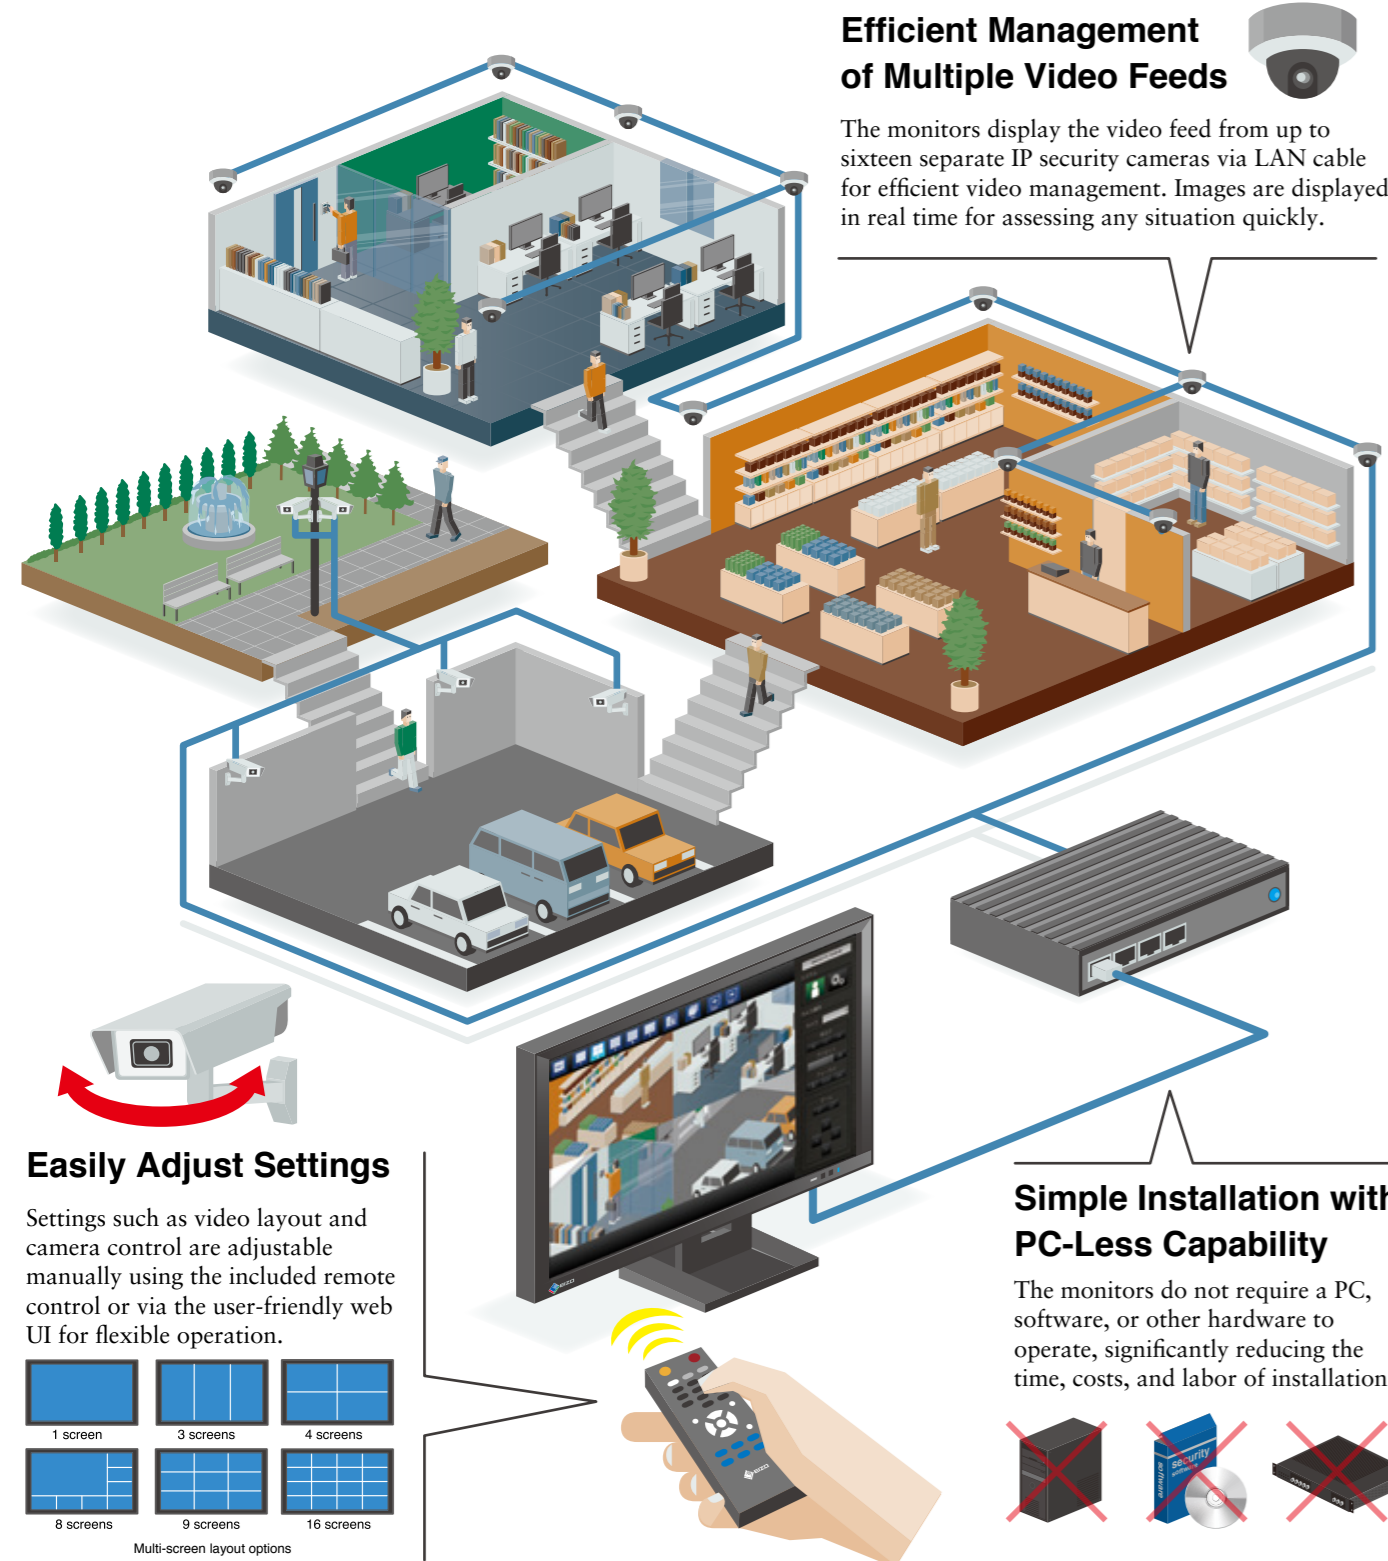 Efficient Management
of Multiple Video Feeds
The monitors display the video feed from up to
sixteen separate IP security cameras via LAN cable
for efficient video management. Images are displayed
in real time for assessing any situation quickly.
EIZO
Easily Adjust Settings
Settings such as video layout and
camera control are adjustable
manually using the included remote
control or via the user-friendly web
UI for flexible operation.
1 screen
3 screens
4 screens
8 screens
9 screens
16 screens
Multi-screen layout options
EIZO
Simple Installation with
PC-Less Capability
The monitors do not require a PC,
software, or other hardware to
operate, significantly reducing the
time, costs, and labor of installation
security
software
software